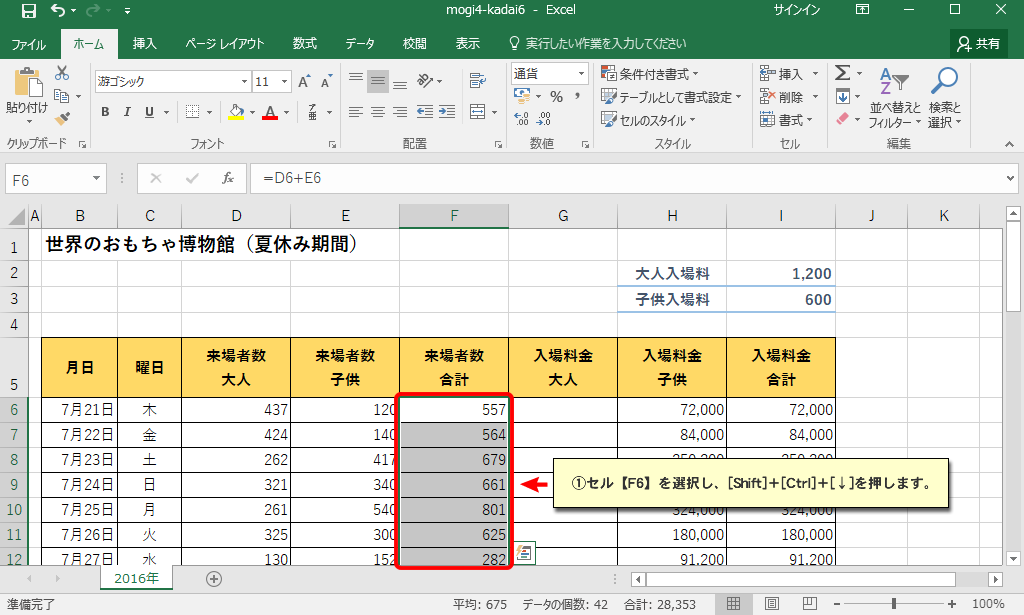 mogi4-kadai6 - Excel
サインイン
ファイル ホーム 挿入 ページ レイアウト 数式 データ 校閲 表示 実行したい作業を入力してください 共有
貼り付け
クリップボード
游ゴシック 11 A A
B I U A 亜
フォント
配置
通貨
% ,
数値
条件付き書式
テーブルとして書式設定
セルのスタイル
スタイル
挿入
削除
書式
セル
Σ
並べ替えと
フィルター
検索と
選択
編集
F6 fx =D6+E6
A B C D E F G H I J K
1 世界のおもちゃ博物館（夏休み期間）
2 大人入場料 1,200
3 子供入場料 600
4
5 月日 曜日 来場者数 大人 来場者数 子供 来場者数 合計 入場料金 大人 入場料金 子供 入場料金 合計
6 7月21日 木 437 120 557 72,000 72,000
7 7月22日 金 424 140 564 84,000 84,000
8 7月23日 土 262 417 679 250,200 250,200
9 7月24日 日 321 340 661
①セル【F6】を選択し、[Shift]+[Ctrl]+[↓]を押します。
10 7月25日 月 261 540 801 324,000 324,000
11 7月26日 火 325 300 625 180,000 180,000
12 7月27日 水 130 152 282 91,200 91,200
2016年
準備完了 平均: 675 データの個数: 42 合計: 28,353 100%